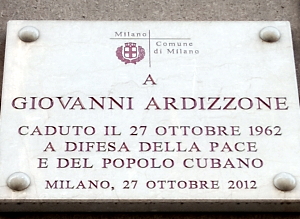 Milano
Comune
di Milano
A
GIOVANNI ARDIZZONE
CADUTO IL 27 OTTOBRE 1962
A DIFESA DELLA PACE
E DEL POPOLO CUBANO
MILANO, 27 OTTOBRE 2012